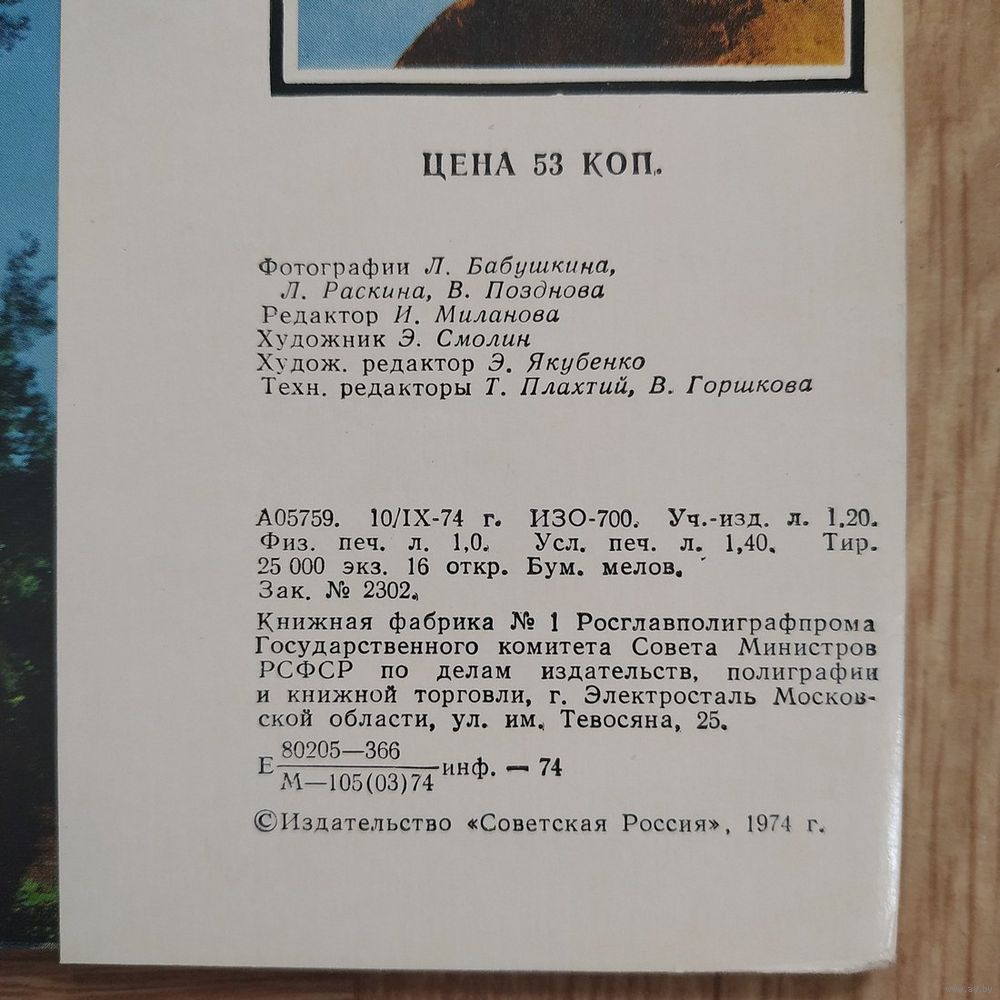 ЦЕНА 53 КОП.
Фотографии Л. Бабушкина,
Л. Раскина, В. Позднова
Редактор И. Миланова
Художник Э. Смолин
Худож. редактор Э. Якубенко
Техн. редакторы Т. Плахтий, В. Горшкова
А05759. 10/IX-74 г. ИЗО-700. Уч.-изд. л. 1,20.
Физ. печ. л. 1,0. Усл. печ. л. 1,40. Тир.
25 000 экз. 16 откр. Бум. мелов.
Зак. № 2302.
Книжная фабрика № 1 Росглавполиграфпрома
Государственного комитета Совета Министров
РСФСР по делам издательств, полиграфии
и книжной торговли, г. Электросталь Москов-
ской области, ул. им. Тевосяна, 25.
80205—366
Е инф. — 74
М—105(03)74
©Издательство «Советская Россия», 1974 г.
www.ay.by